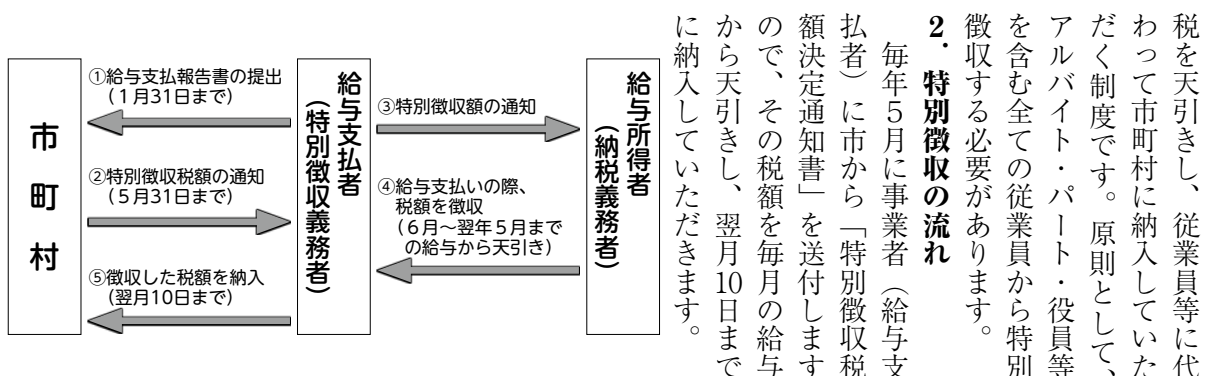 税を天引きし、従業員等に代
わって市町村に納入していた
だく制度です。原則として、
アルバイト・パート・役員等
を含む全ての従業員から特別
徴収する必要があります。
2．特別徴収の流れ
毎年５月に事業者（給与支
払者）に市から「特別徴収税
額決定通知書」を送付します
ので、その税額を毎月の給与
から天引きし、翌月10日まで
に納入していただきます。
市町村
①給与支払報告書の提出
（１月31日まで）
②特別徴収税額の通知
（５月31日まで）
⑤徴収した税額を納入
（翌月10日まで）
給与支払者
（特別徴収義務者）
③特別徴収額の通知
④給与支払いの際、
税額を徴収
（６月～翌年５月まで
の給与から天引き）
給与所得者
（納税義務者）